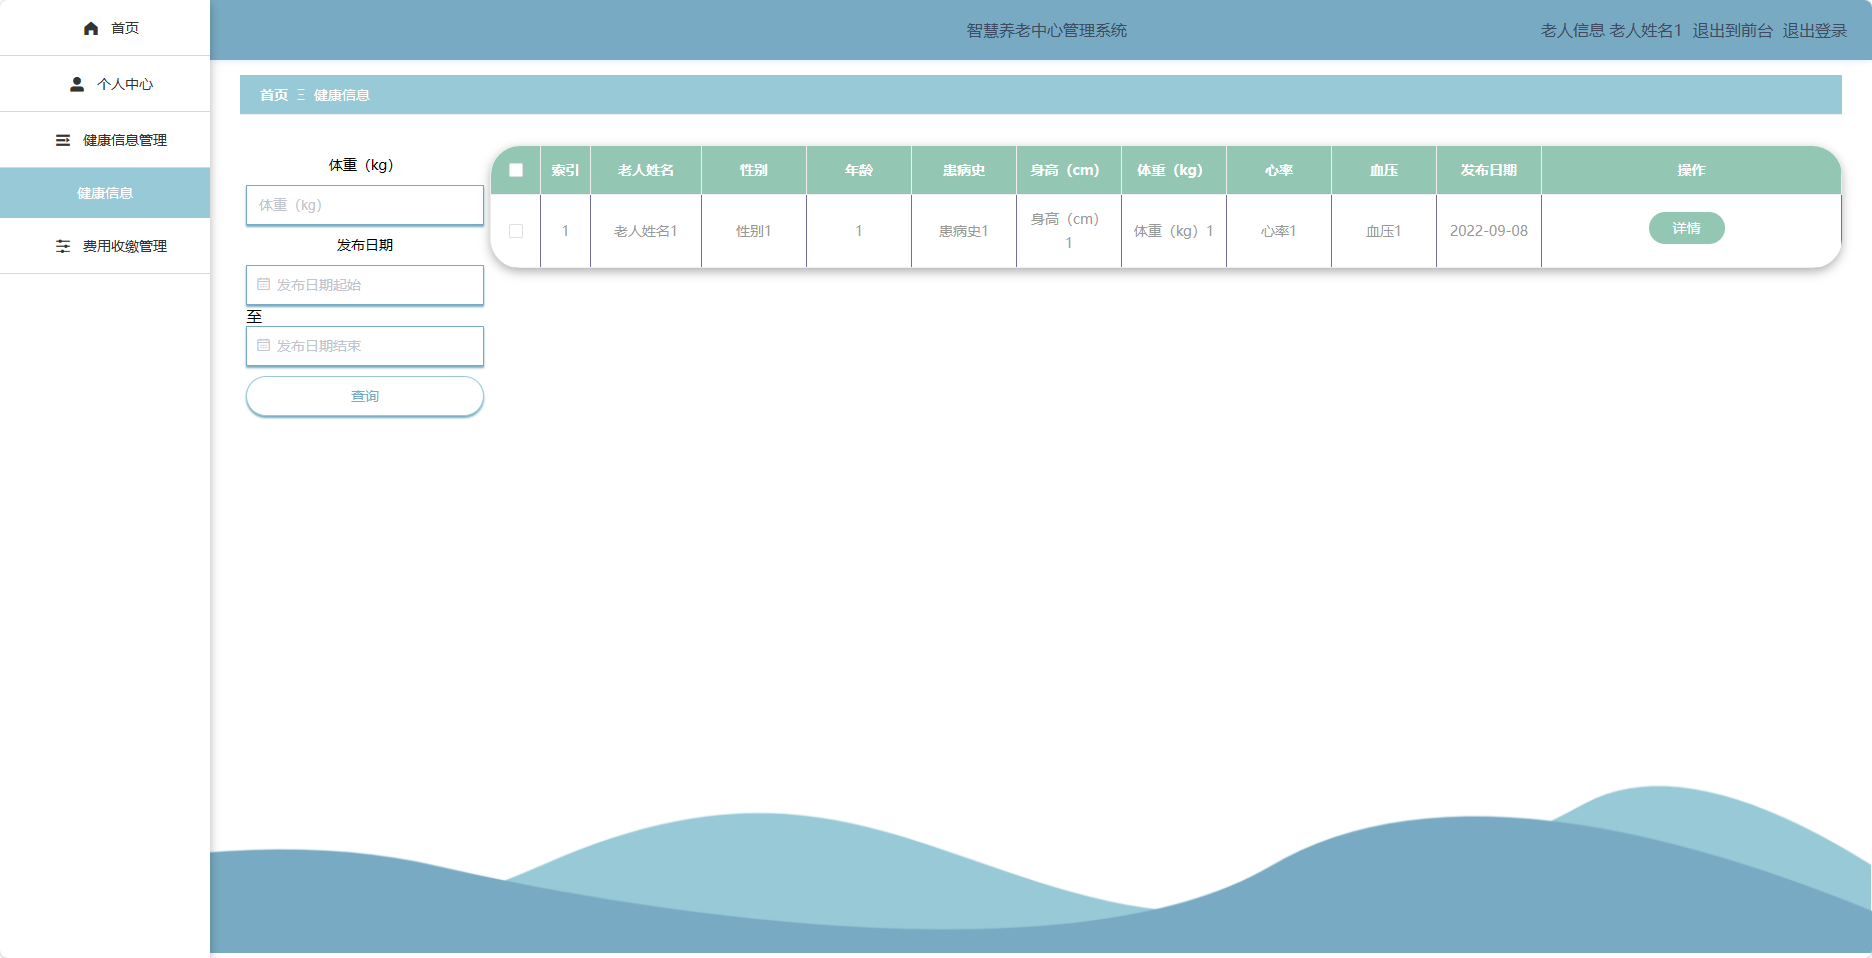 首页
个人中心
健康信息管理
健康信息
费用收缴管理
智慧养老中心管理系统
老人信息 老人姓名1 退出到前台 退出登录
首页 Ξ 健康信息
体重（kg）
体重（kg）
发布日期
发布日期起始
至
发布日期结束
查询
索引 老人姓名 性别 年龄 患病史 身高（cm） 体重（kg） 心率 血压 发布日期 操作
1 老人姓名1 性别1 1 患病史1 身高（cm）1 体重（kg）1 心率1 血压1 2022-09-08 详情